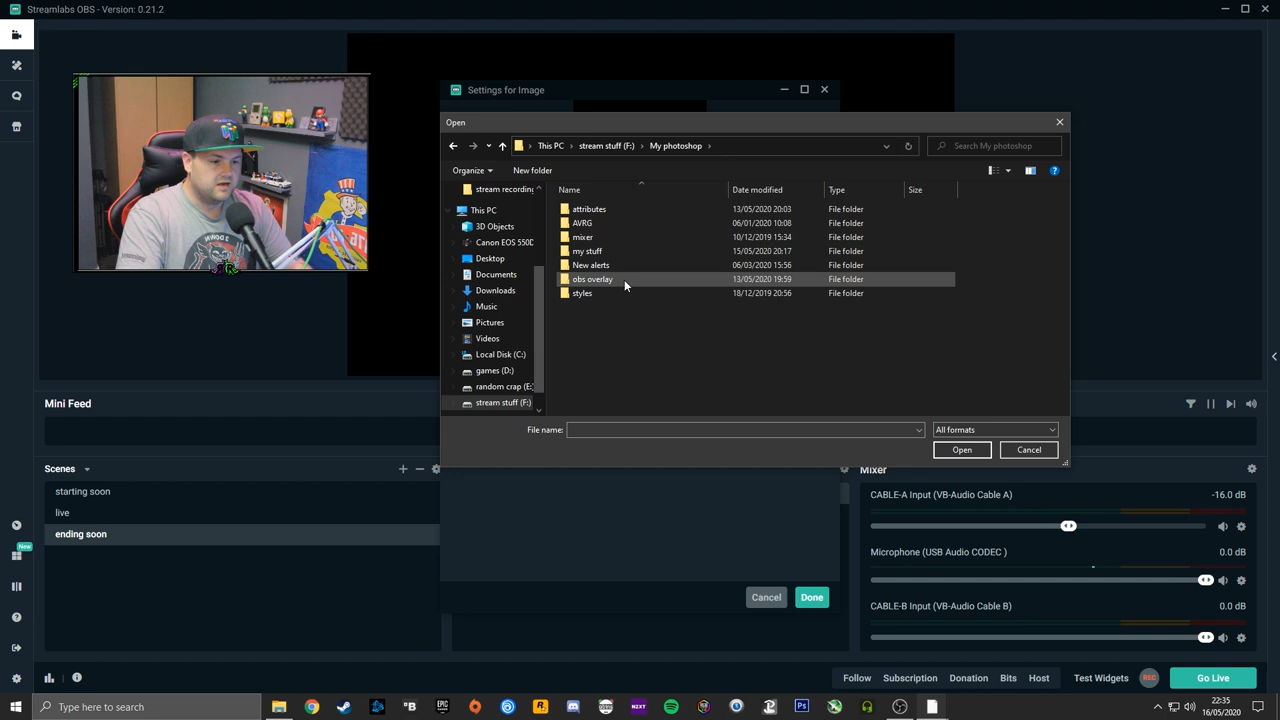 Streamlabs OBS - Version: 0.21.2
Settings for Image
Open
This PC > stream stuff (F:) > My photoshop >
Search My photoshop
Organize
New folder
Name
Date modified
Type
Size
stream recording
This PC
3D Objects
Canon EOS 550D
Desktop
Documents
Downloads
Music
Pictures
Videos
Local Disk (C:)
games (D:)
random crap (E:
stream stuff (F:)
attributes 13/05/2020 20:03 File folder
AVRG 06/01/2020 10:08 File folder
mixer 10/12/2019 15:34 File folder
my stuff 15/05/2020 20:17 File folder
New alerts 06/03/2020 15:56 File folder
obs overlay 13/05/2020 19:59 File folder
styles 18/12/2019 20:56 File folder
File name:
All formats
Open
Cancel
Mini Feed
Scenes
starting soon
live
ending soon
Cancel
Done
Mixer
CABLE-A Input (VB-Audio Cable A) -16.0 dB
Microphone (USB Audio CODEC ) 0.0 dB
CABLE-B Input (VB-Audio Cable B) 0.0 dB
New
Follow
Subscription
Donation
Bits
Host
Test Widgets
REC
Go Live
Type here to search
EPIC
NZXT
Ps
22:35
16/05/2020